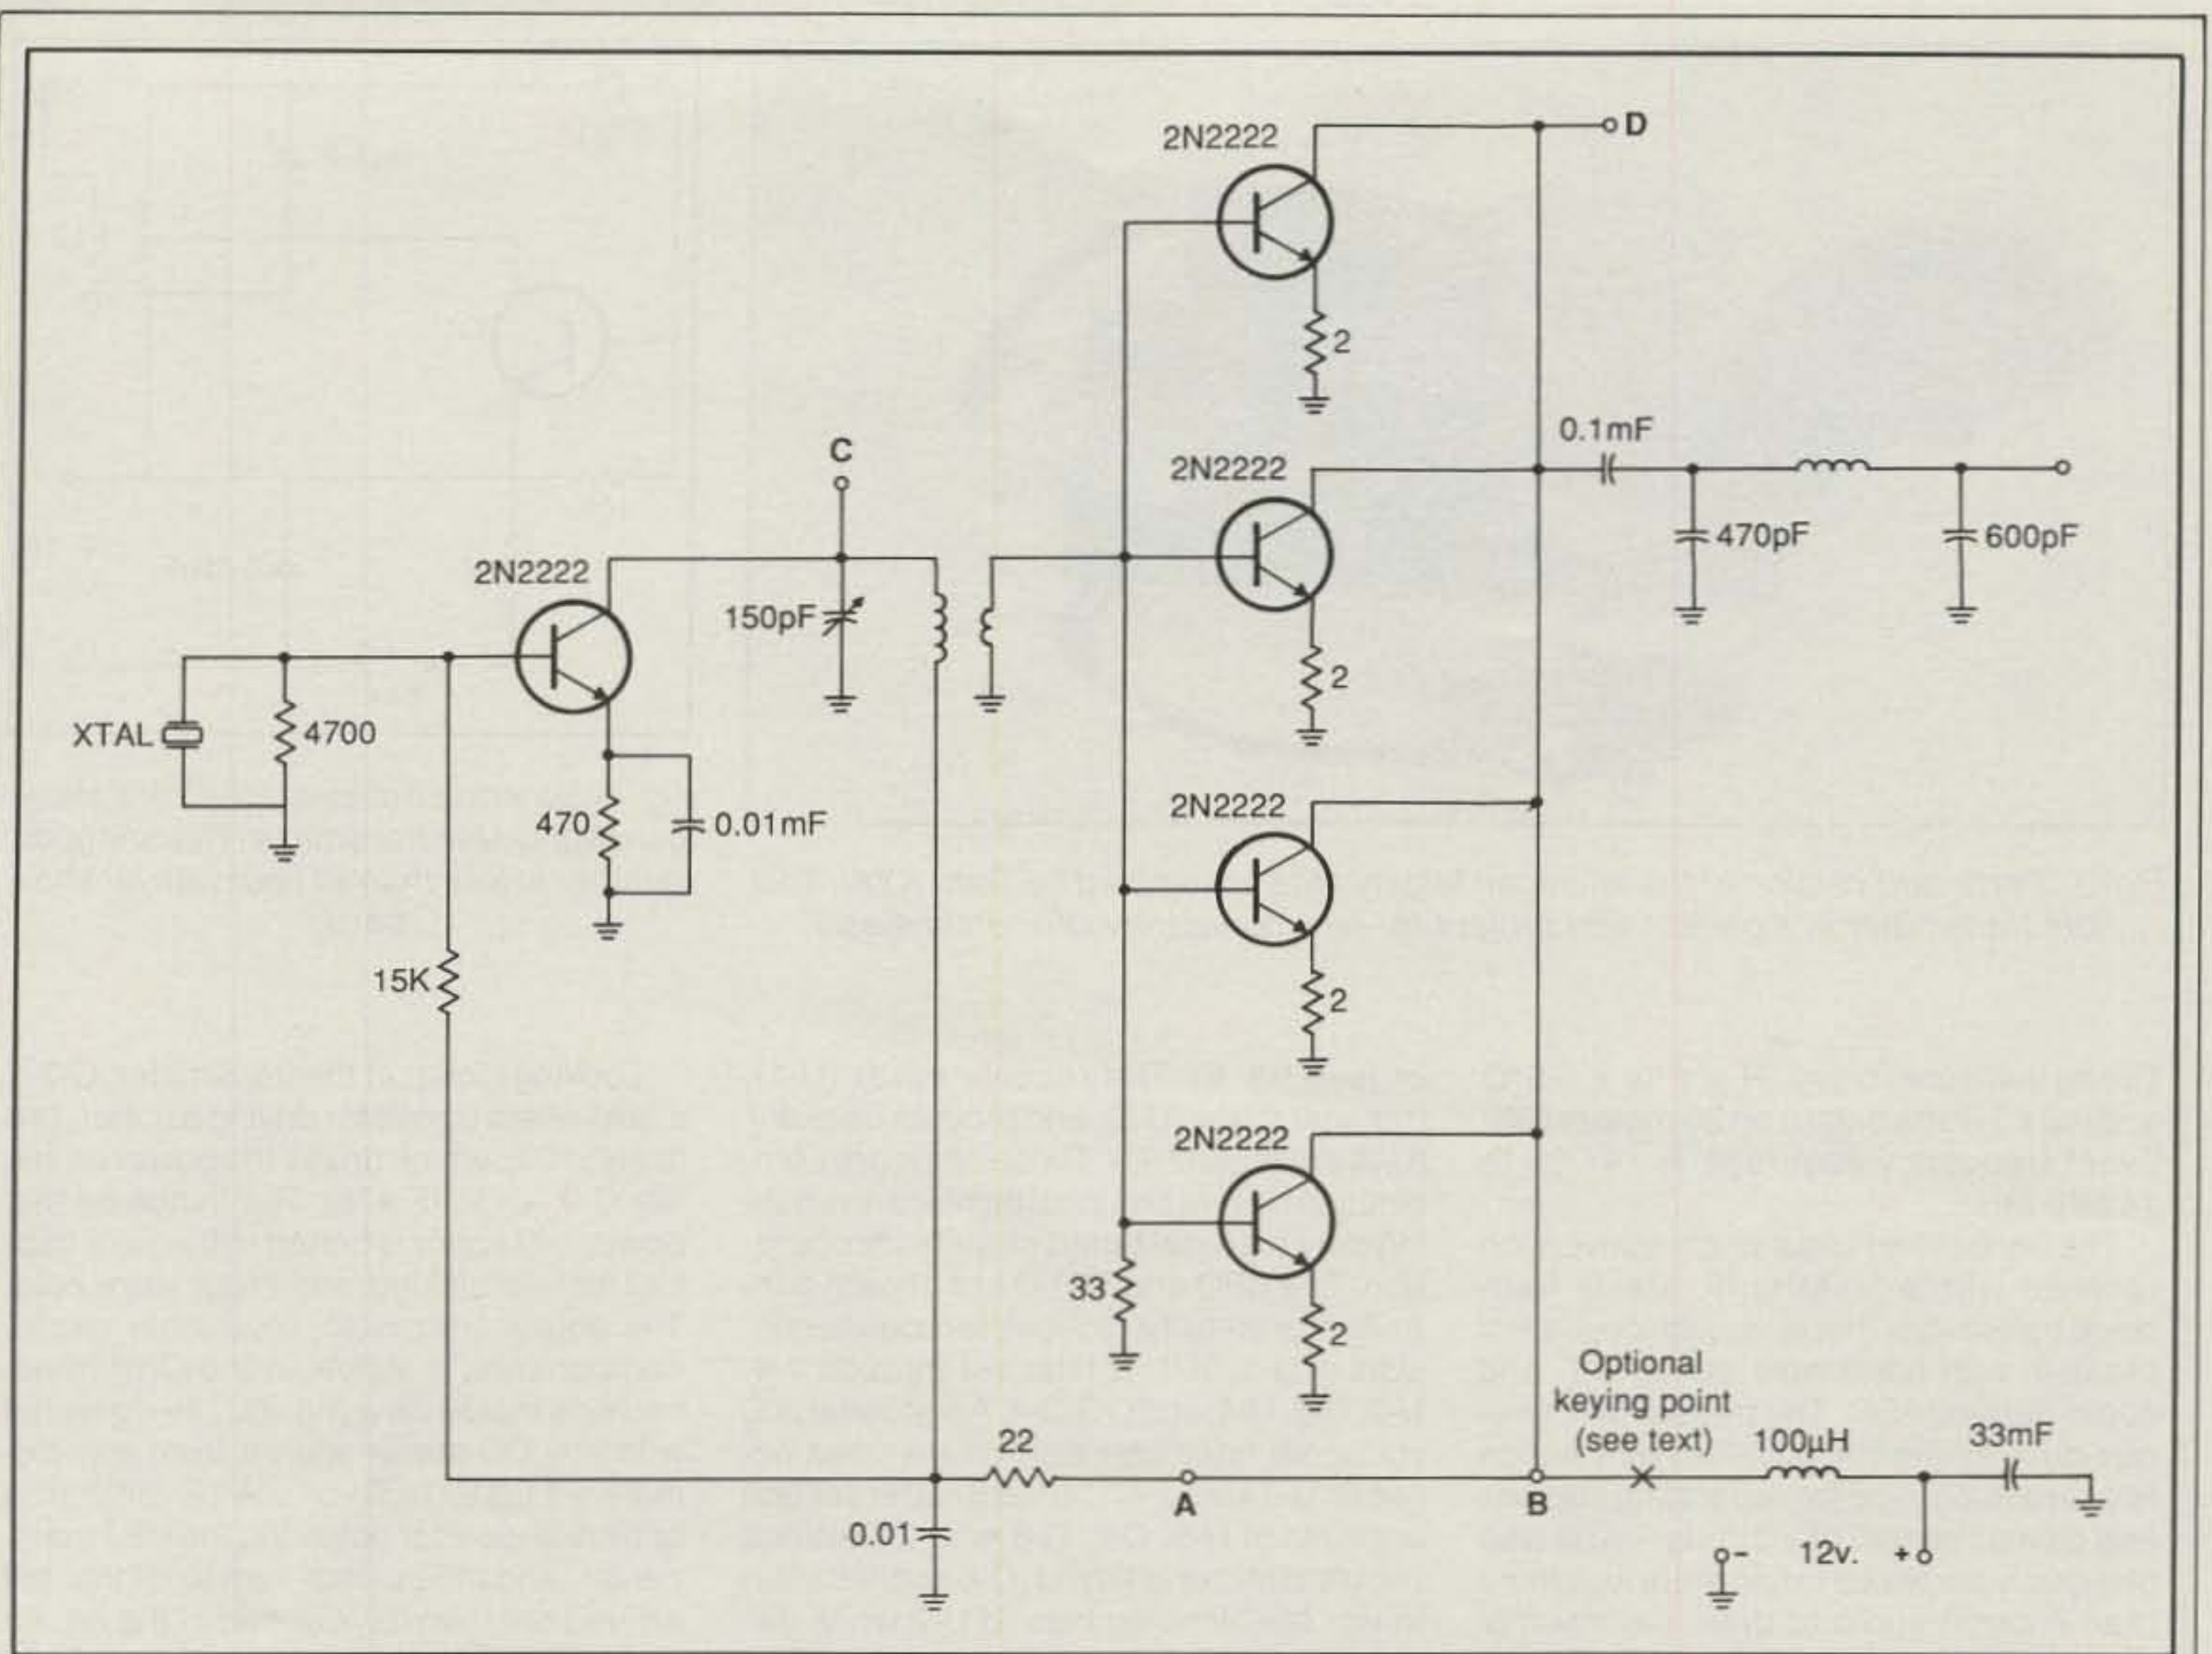 2N2222
D
2
C
2N2222
0.1mF
2N2222
150pF
470pF
600pF
XTAL
4700
2
470
0.01mF
2N2222
15K
2
2N2222
33
2
Optional
keying point
(see text)
22
100µH
33mF
A
B
0.01
-
12v.
+